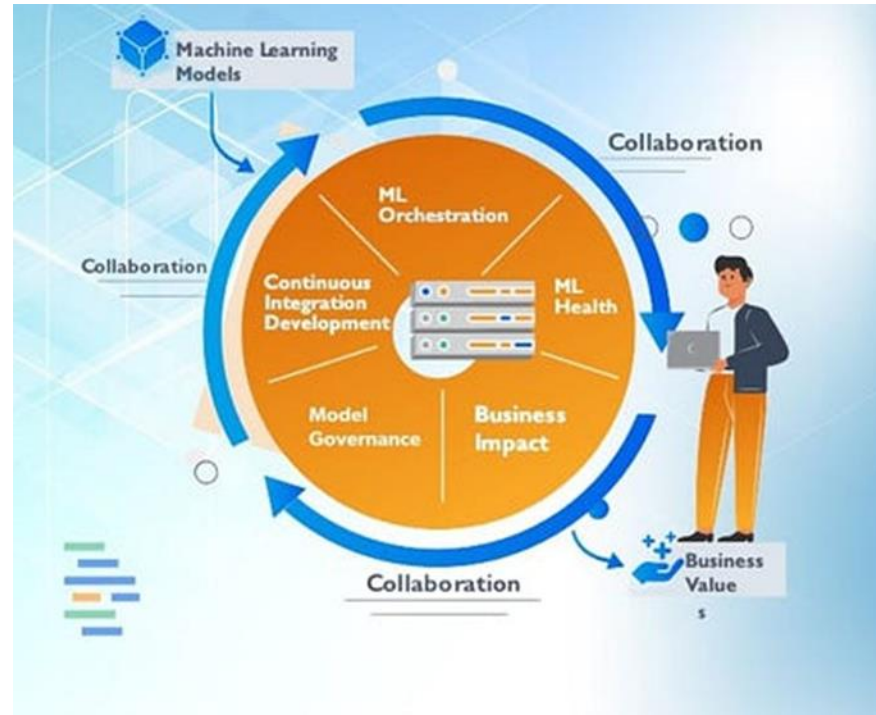 Machine Learning
Models
Collaboration
ML
Orchestration
Collaboration
Continuous
Integration
Development
ML
Health
Model
Governance
Business
Impact
Collaboration
Business
Value
s